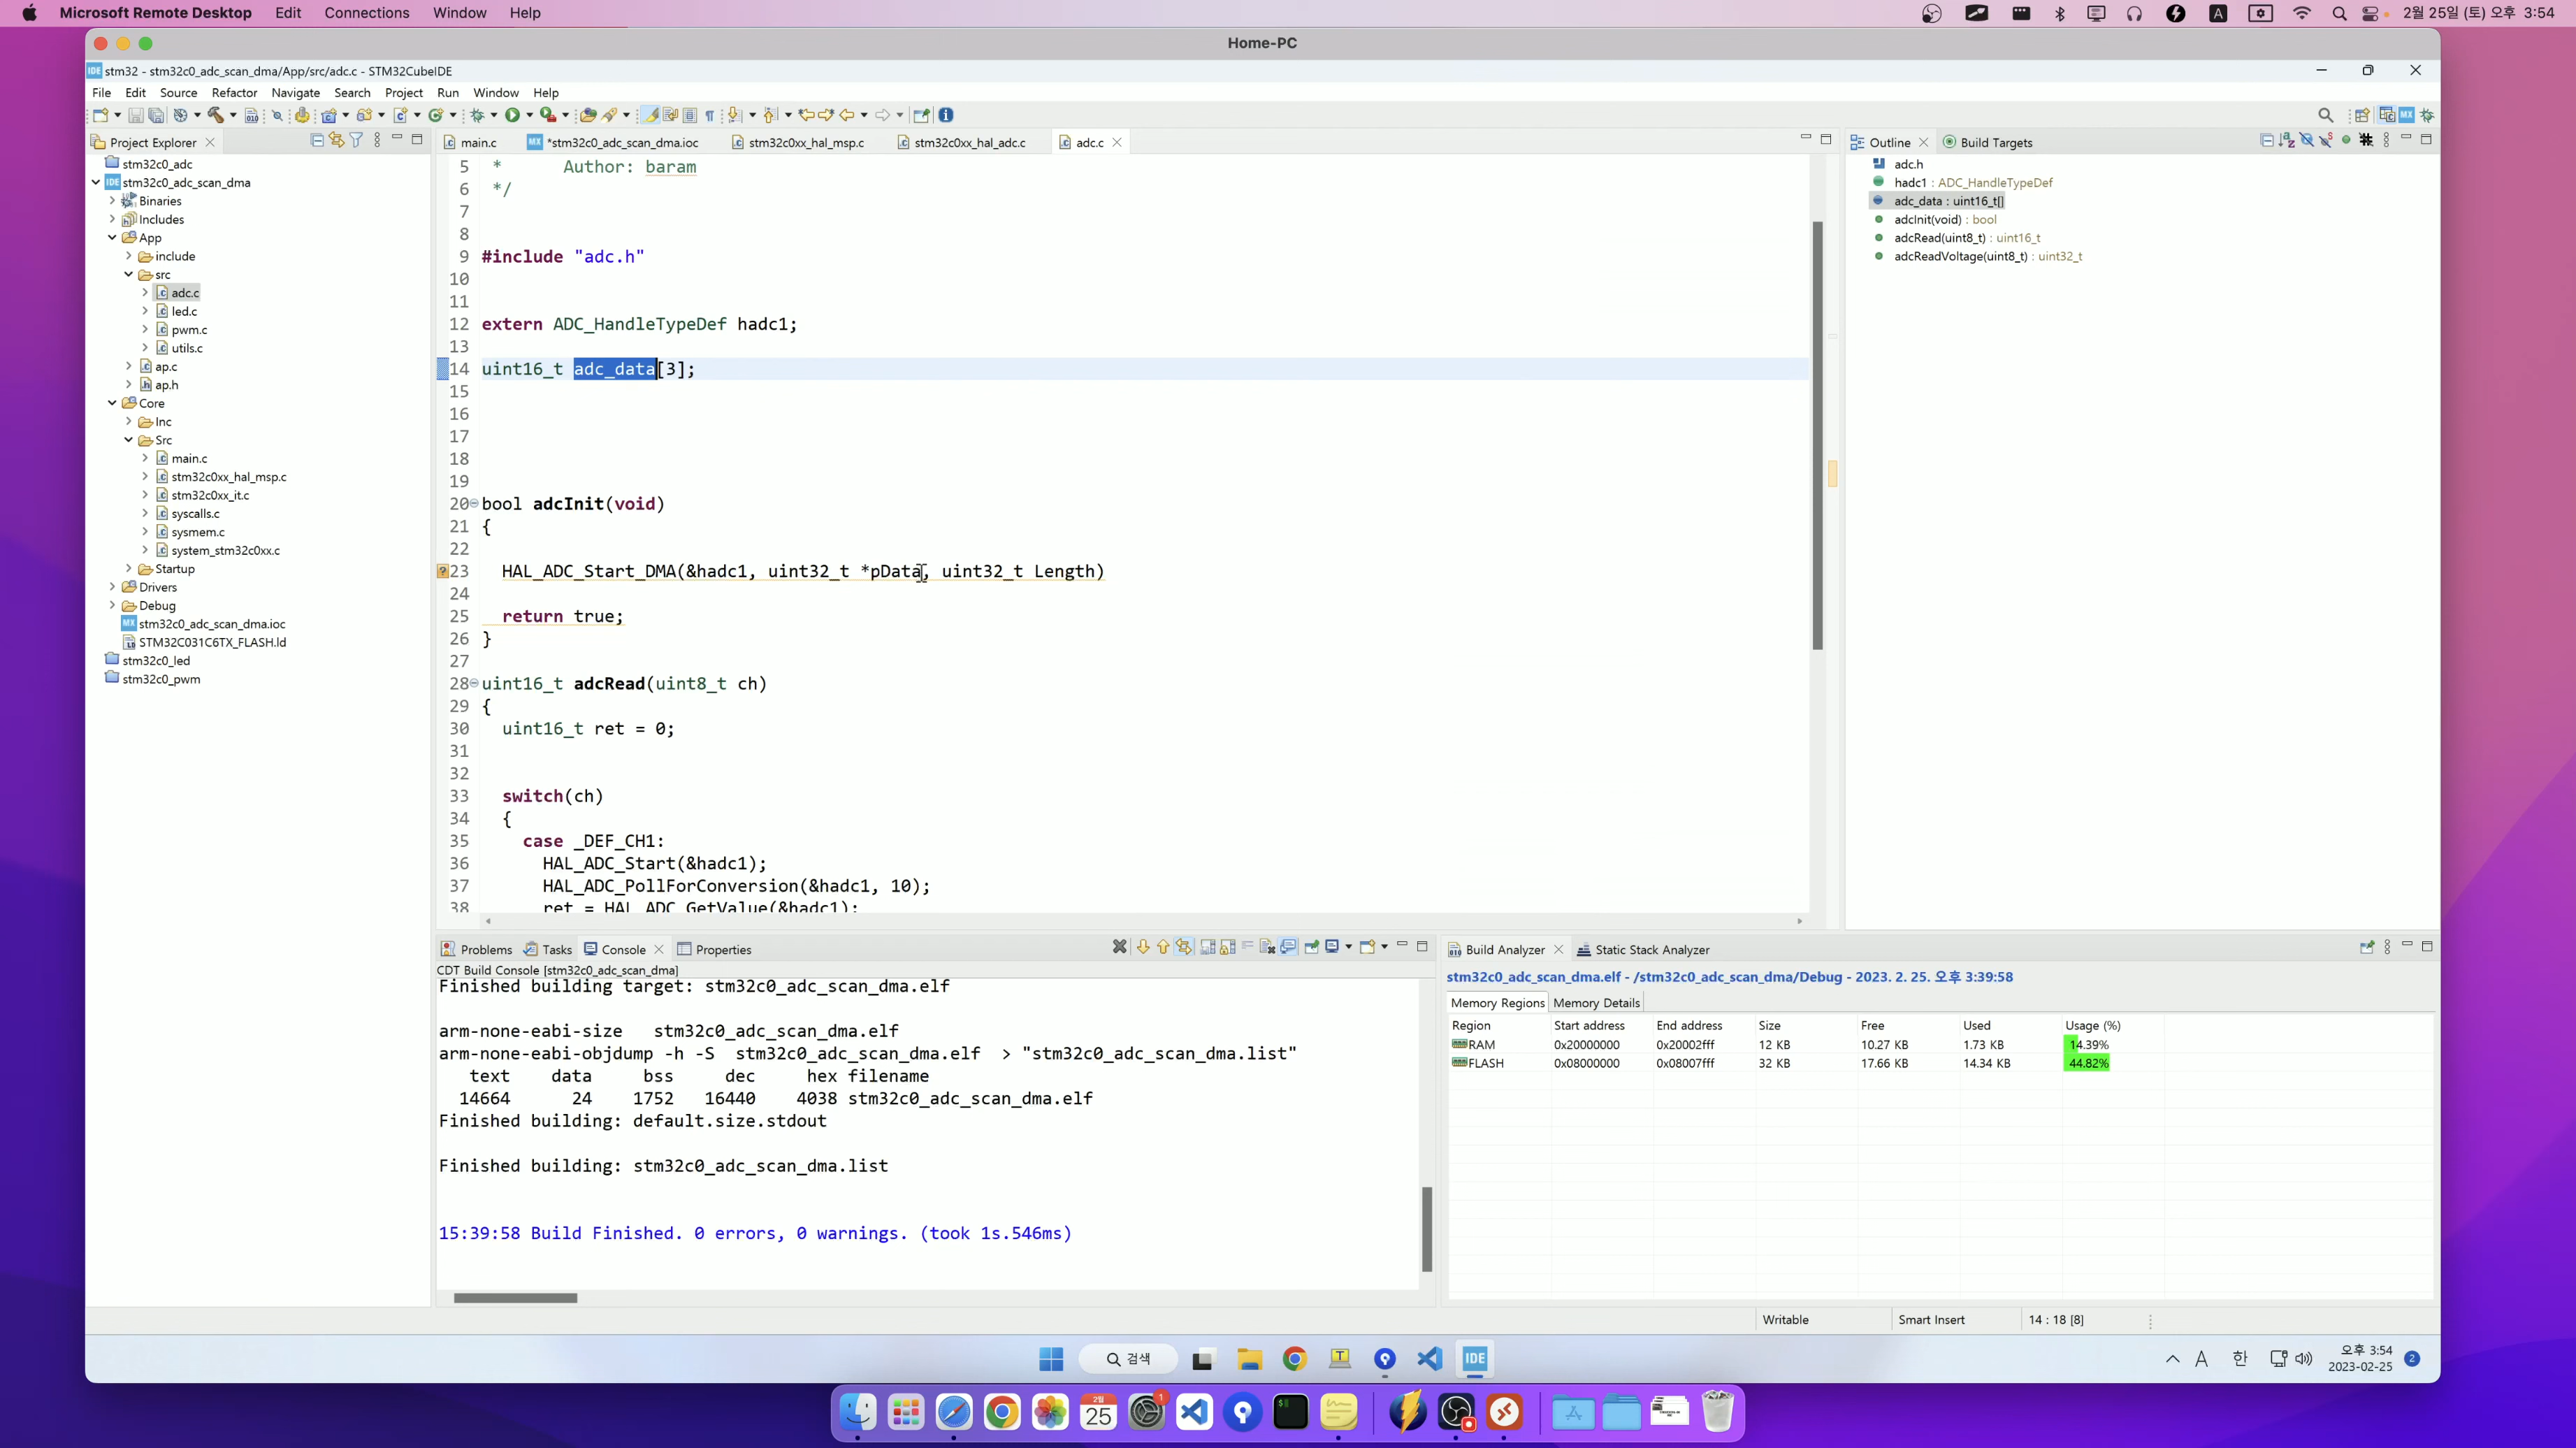 Microsoft Remote Desktop Edit Connections Window Help 2월 25일 (토) 오후 3:54
Home-PC
IDE stm32 - stm32c0_adc_scan_dma/App/src/adc.c - STM32CubeIDE
File Edit Source Refactor Navigate Search Project Run Window Help
Project Explorer
stm32c0_adc
stm32c0_adc_scan_dma
Binaries
Includes
App
include
src
adc.c
led.c
pwm.c
utils.c
ap.c
ap.h
Core
Inc
Src
main.c
stm32c0xx_hal_msp.c
stm32c0xx_it.c
syscalls.c
sysmem.c
system_stm32c0xx.c
Startup
Drivers
Debug
stm32c0_adc_scan_dma.ioc
STM32C031C6TX_FLASH.ld
stm32c0_led
stm32c0_pwm
main.c *stm32c0_adc_scan_dma.ioc stm32c0xx_hal_msp.c stm32c0xx_hal_adc.c adc.c
5 * Author: baram
6 */
7
8
9 #include "adc.h"
10
11
12 extern ADC_HandleTypeDef hadc1;
13
14 uint16_t adc_data[3];
15
16
17
18
19
20 bool adcInit(void)
21 {
22
23 HAL_ADC_Start_DMA(&hadc1, uint32_t *pData, uint32_t Length)
24
25 return true;
26 }
27
28 uint16_t adcRead(uint8_t ch)
29 {
30 uint16_t ret = 0;
31
32
33 switch(ch)
34 {
35 case _DEF_CH1:
36 HAL_ADC_Start(&hadc1);
37 HAL_ADC_PollForConversion(&hadc1, 10);
38 ret = HAL_ADC_GetValue(&hadc1);
Outline Build Targets
adc.h
hadc1 : ADC_HandleTypeDef
adc_data : uint16_t[]
adcInit(void) : bool
adcRead(uint8_t) : uint16_t
adcReadVoltage(uint8_t) : uint32_t
Problems Tasks Console Properties
CDT Build Console [stm32c0_adc_scan_dma]
Finished building target: stm32c0_adc_scan_dma.elf
arm-none-eabi-size stm32c0_adc_scan_dma.elf
arm-none-eabi-objdump -h -S stm32c0_adc_scan_dma.elf > "stm32c0_adc_scan_dma.list"
text data bss dec hex filename
14664 24 1752 16440 4038 stm32c0_adc_scan_dma.elf
Finished building: default.size.stdout
Finished building: stm32c0_adc_scan_dma.list
15:39:58 Build Finished. 0 errors, 0 warnings. (took 1s.546ms)
Build Analyzer Static Stack Analyzer
stm32c0_adc_scan_dma.elf - /stm32c0_adc_scan_dma/Debug - 2023. 2. 25. 오후 3:39:58
Memory Regions Memory Details
Region Start address End address Size Free Used Usage (%)
RAM 0x20000000 0x20002fff 12 KB 10.27 KB 1.73 KB 14.39%
FLASH 0x08000000 0x08007fff 32 KB 17.66 KB 14.34 KB 44.82%
Writable Smart Insert 14 : 18 [8]
검색 IDE A 한 오후 3:54
2023-02-25 2
2월
25 1